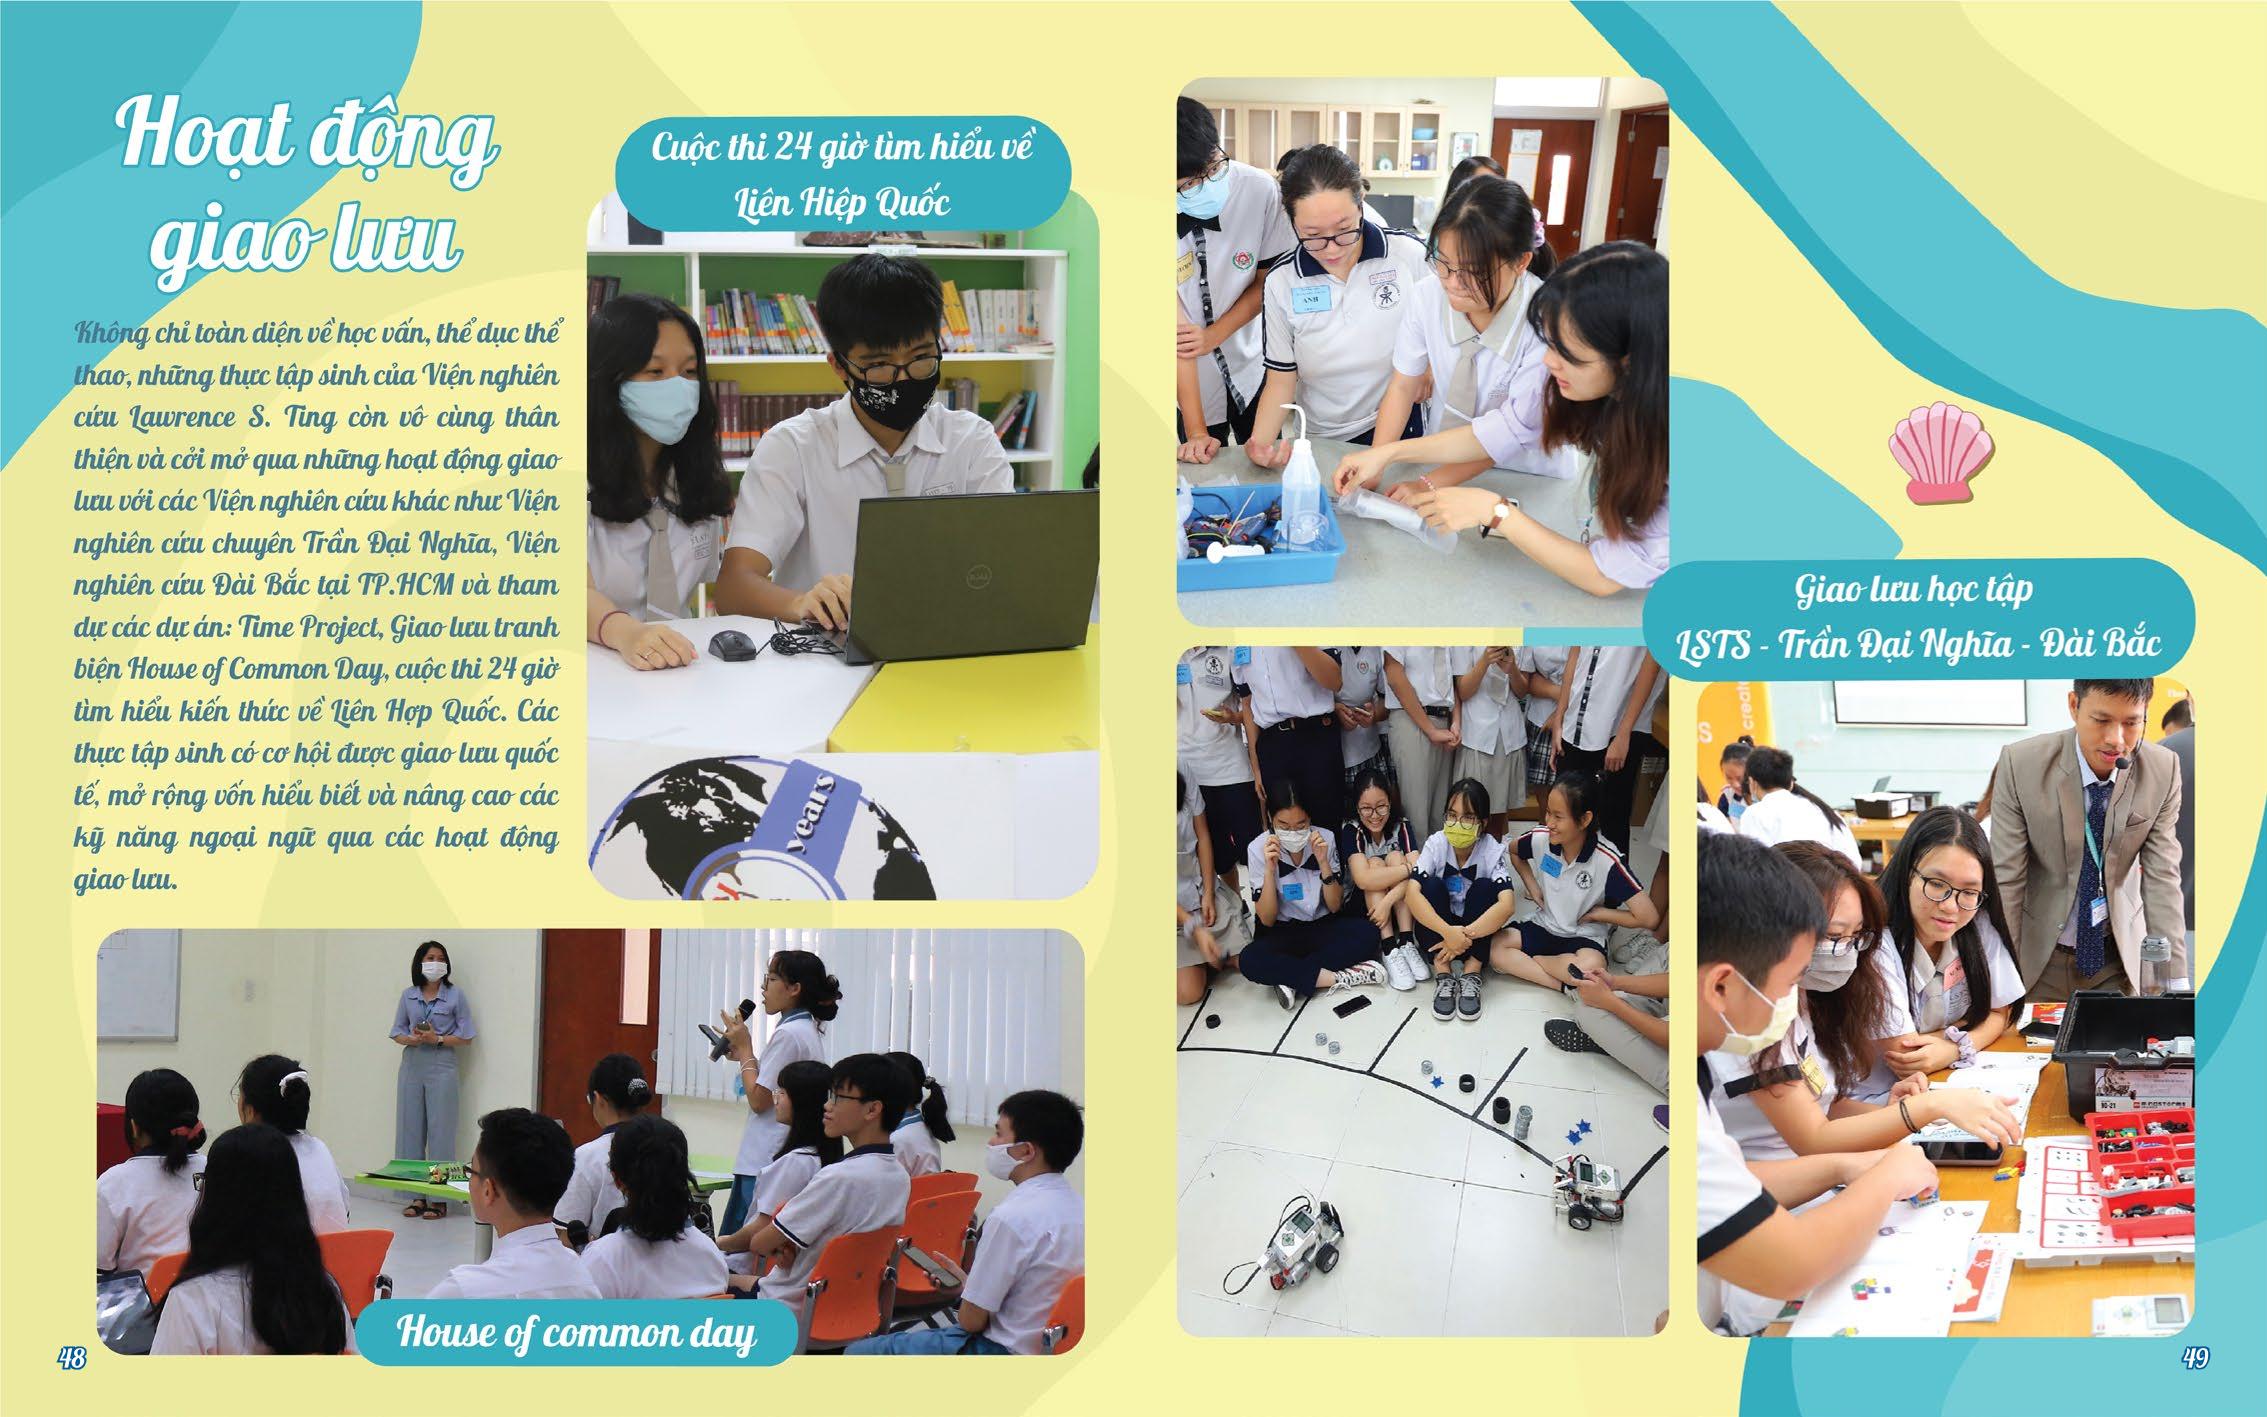 Hoạt động
giao lưu
Không chỉ toàn diện về học vấn, thể dục thể
thao, những thực tập sinh của Viện nghiên
cứu Lawrence S. Ting còn vô cùng thân
thiện và cởi mở qua những hoạt động giao
lưu với các Viện nghiên cứu khác như Viện
nghiên cứu chuyên Trần Đại Nghĩa, Viện
nghiên cứu Đài Bắc tại TP.HCM và tham
dự các dự án: Time Project, Giao lưu tranh
biện House of Common Day, cuộc thi 24 giờ
tìm hiểu kiến thức về Liên Hợp Quốc. Các
thực tập sinh có cơ hội được giao lưu quốc
tế, mở rộng vốn hiểu biết và nâng cao các
kỹ năng ngoại ngữ qua các hoạt động
giao lưu.
Cuộc thi 24 giờ tìm hiểu về
Liên Hiệp Quốc
DELL
years
House of common day
48
ANH
Giao lưu học tập
LSTS - Trần Đại Nghĩa - Đài Bắc
49